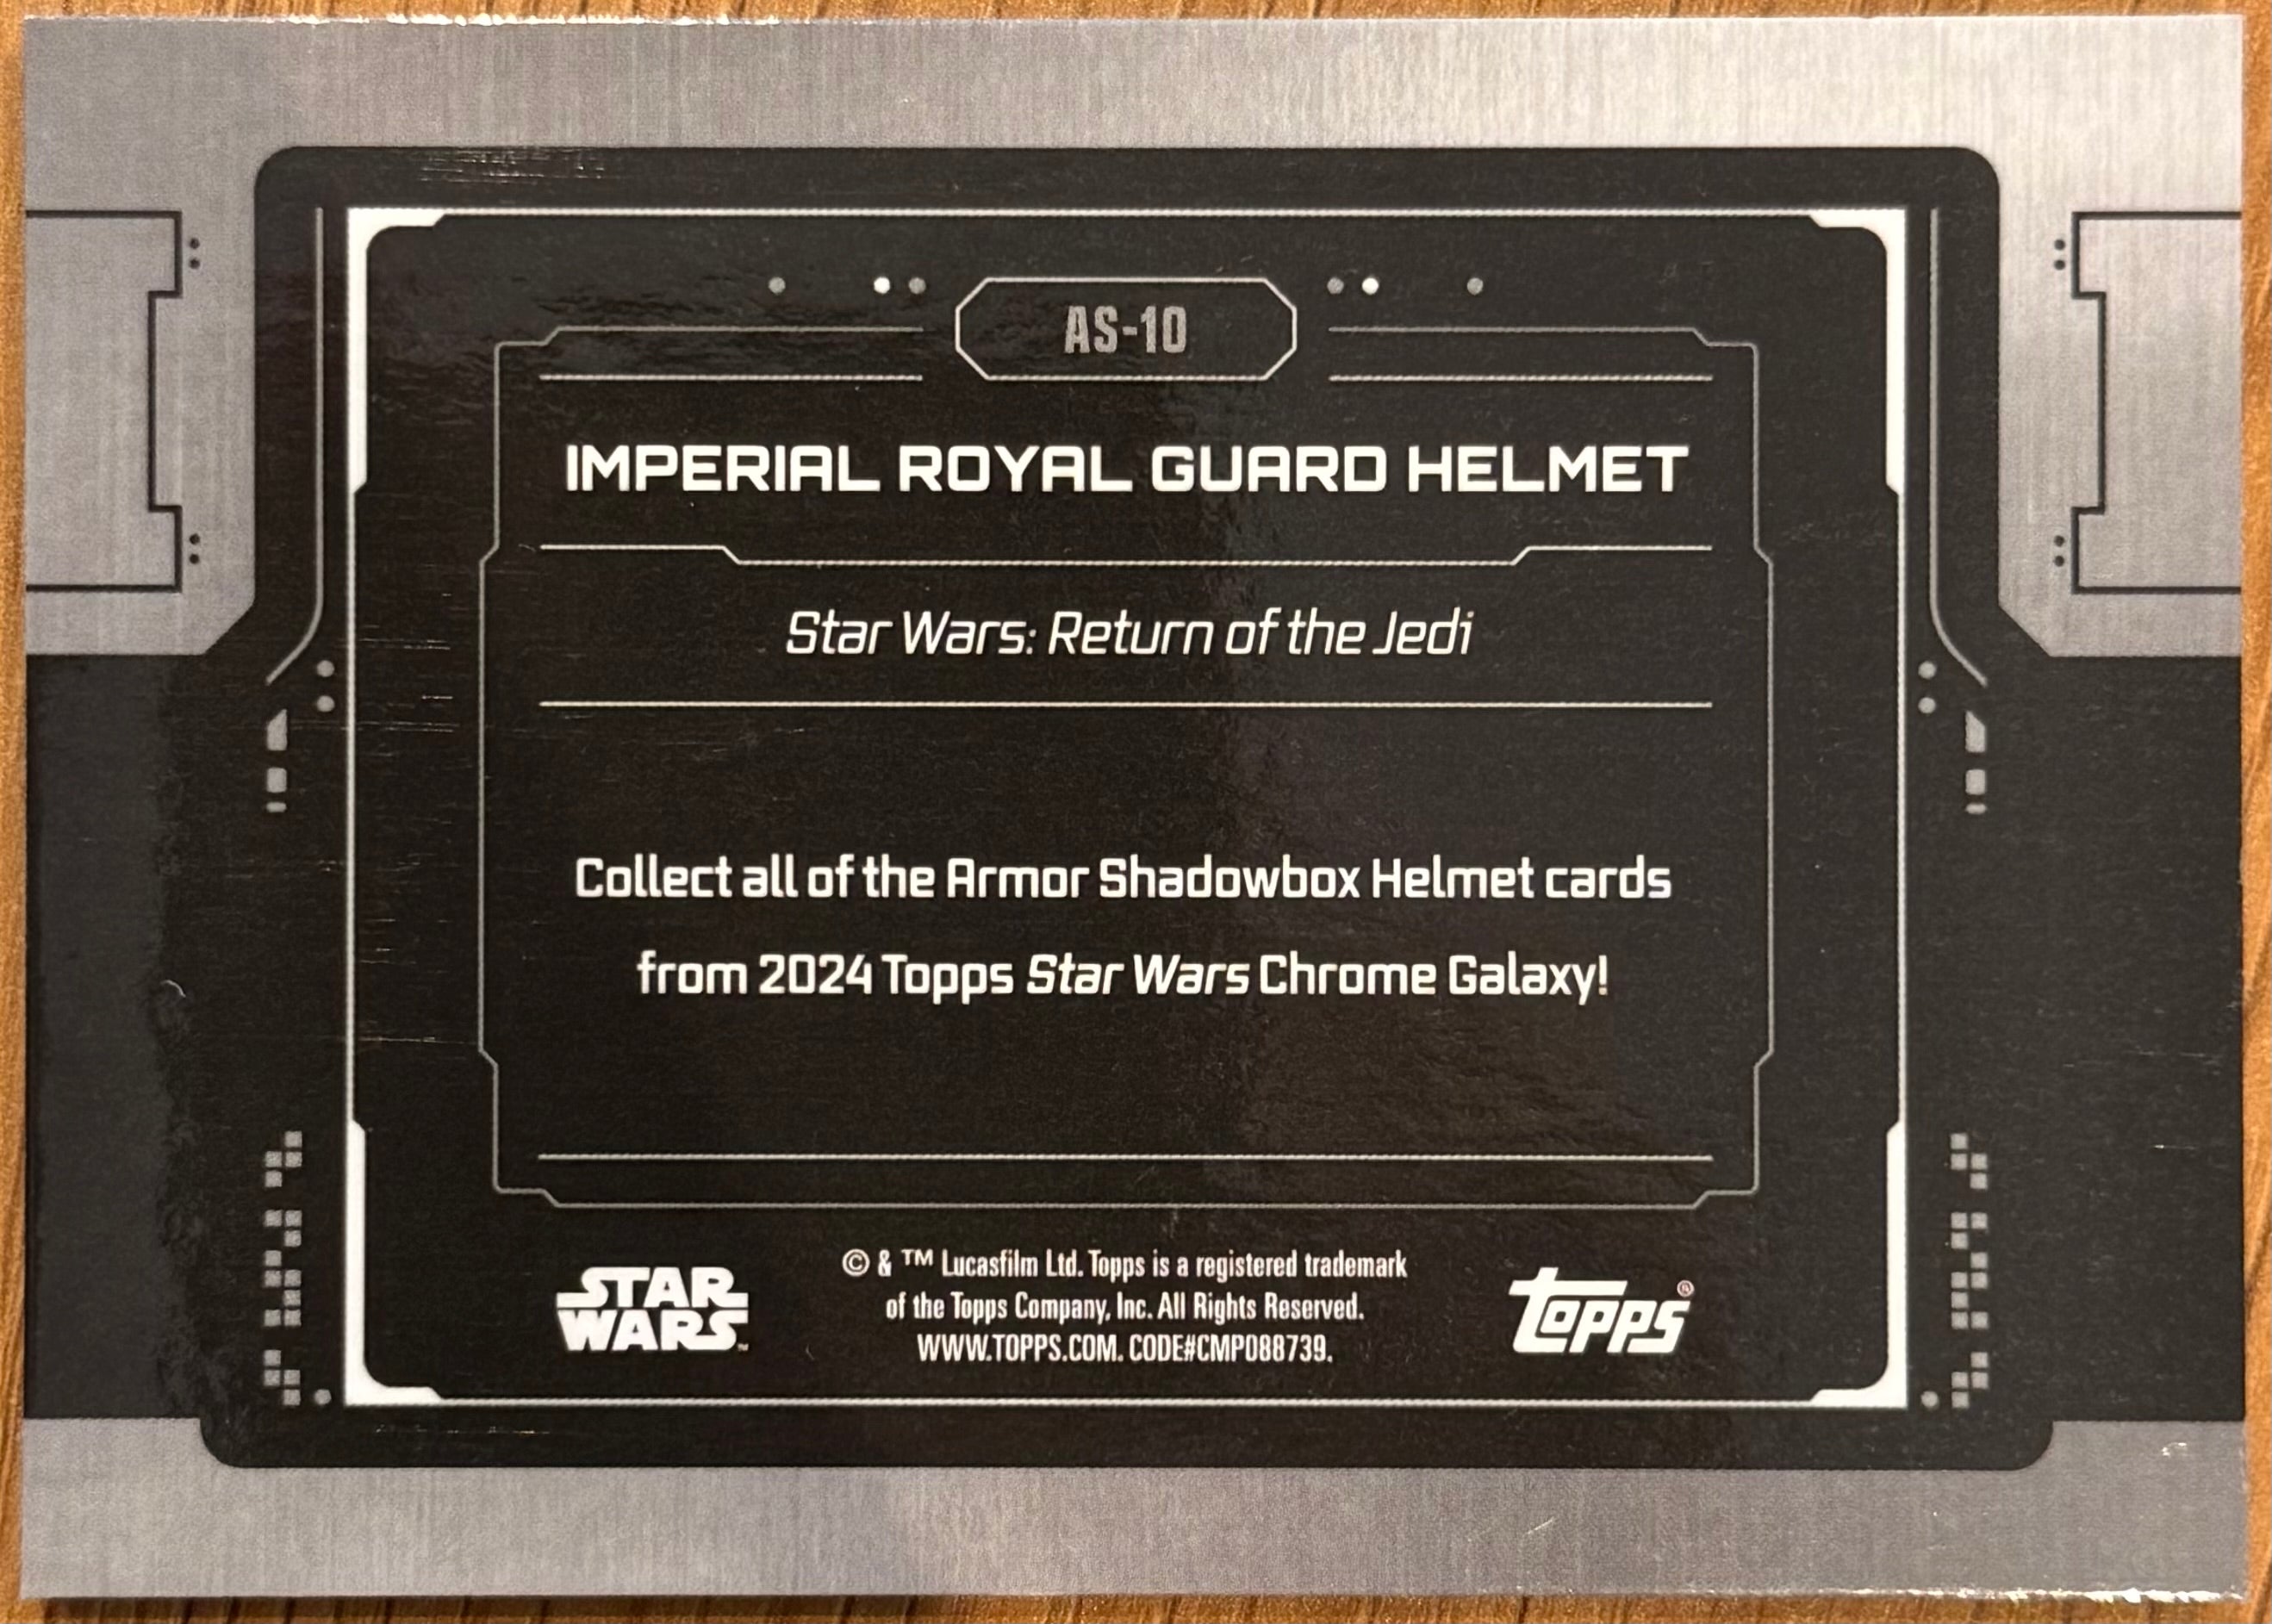 AS-10
IMPERIAL ROYAL GUARD HELMET
Star Wars: Return of the Jedi
Collect all of the Armor Shadowbox Helmet cards
from 2024 Topps Star Wars Chrome Galaxy!
STAR
WARS™
© & ™ Lucasfilm Ltd. Topps is a registered trademark
of the Topps Company, Inc. All Rights Reserved.
WWW.TOPPS.COM. CODE#CMP088739.
topps®